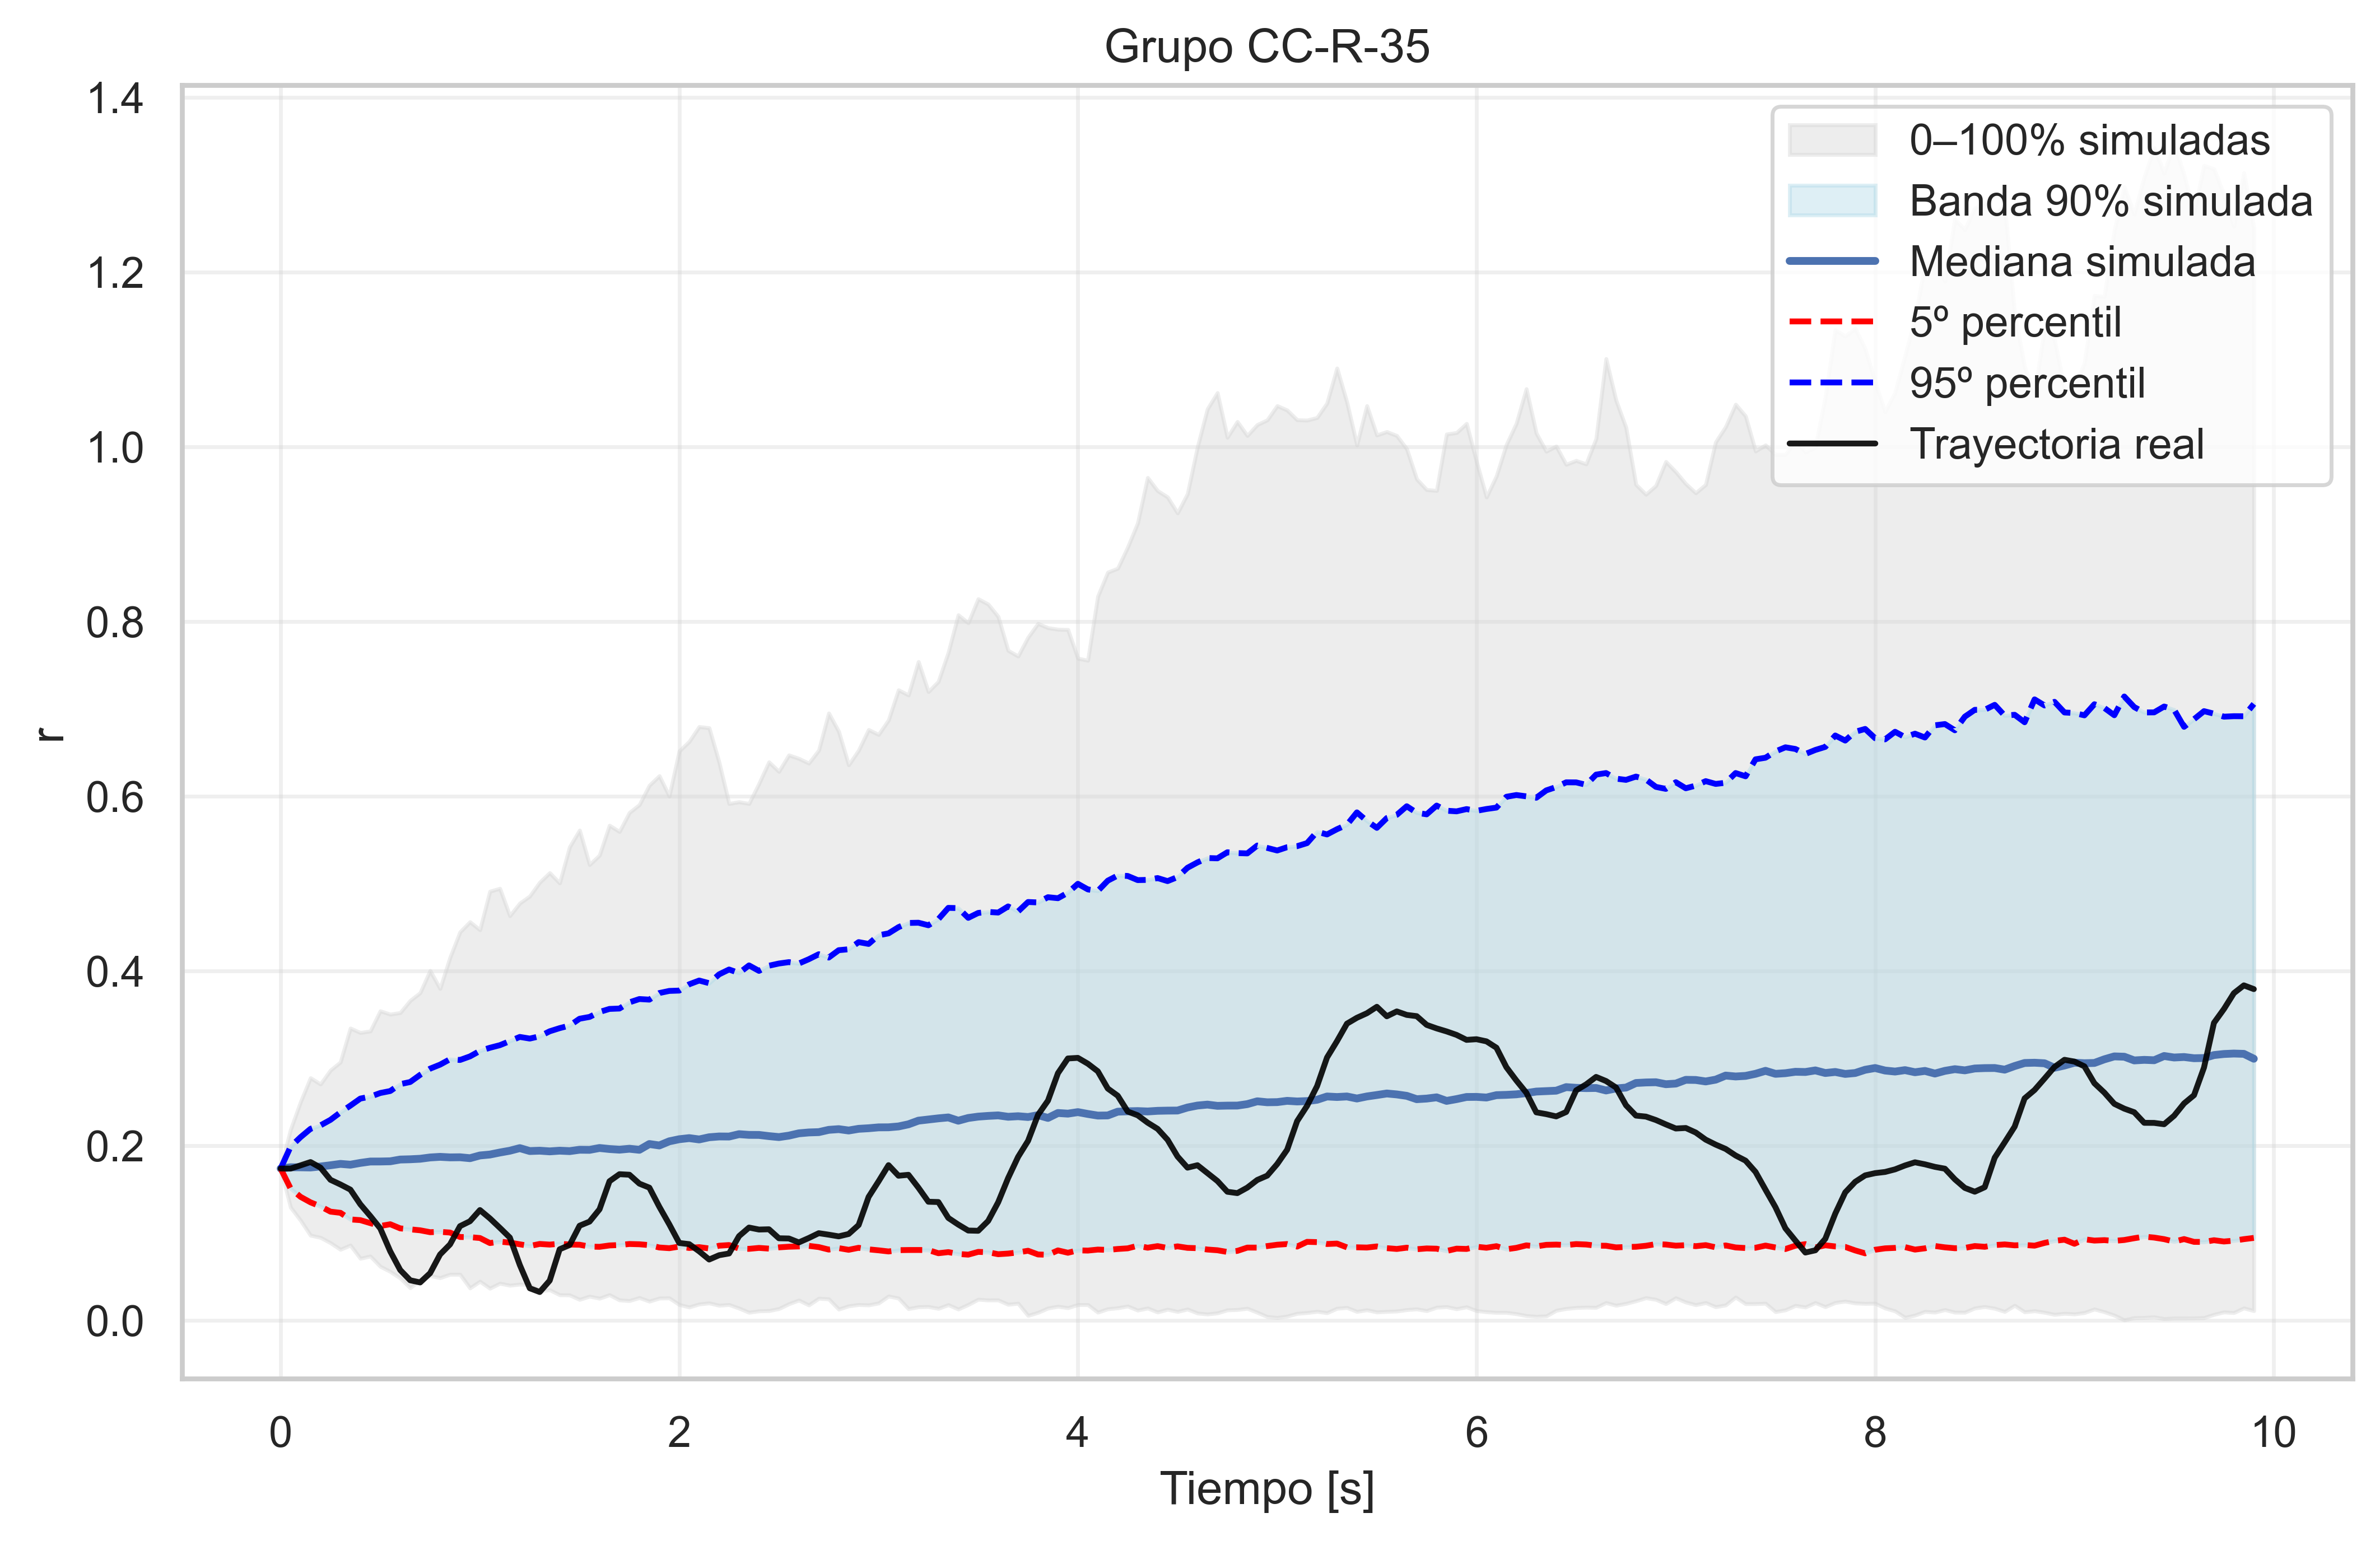 Grupo CC-R-35
1.4
1.2
1.0
0.8
0.6
0.4
0.2
0.0
r
0–100% simuladas
Banda 90% simulada
Mediana simulada
5º percentil
95º percentil
Trayectoria real
0 2 4 6 8 10
Tiempo [s]